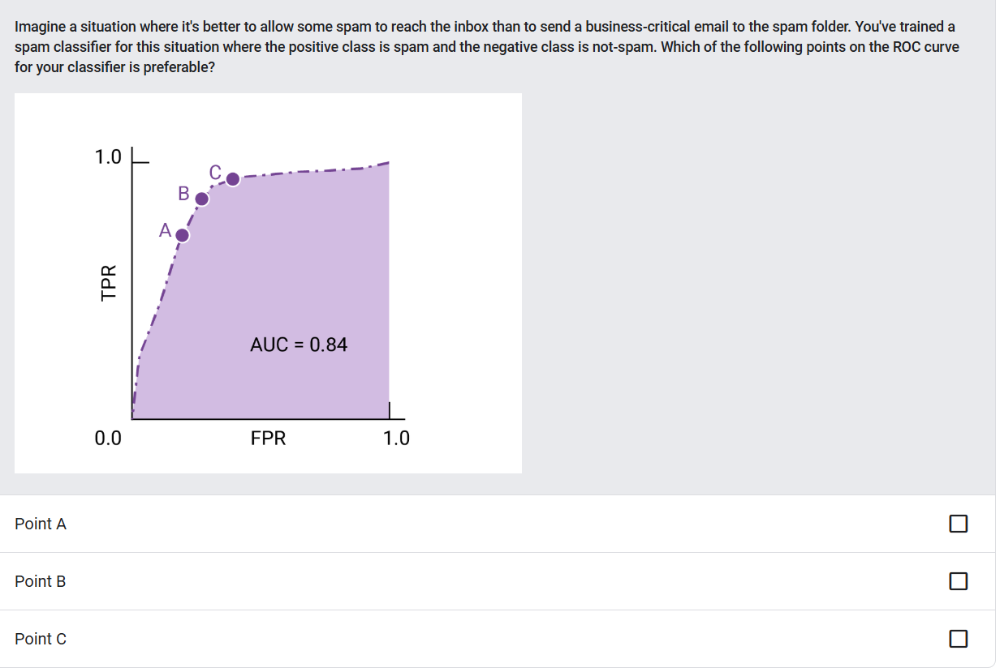 Imagine a situation where it's better to allow some spam to reach the inbox than to send a business-critical email to the spam folder. You've trained a
spam classifier for this situation where the positive class is spam and the negative class is not-spam. Which of the following points on the ROC curve
for your classifier is preferable?
1.0
C
B
A
TPR
AUC = 0.84
0.0
FPR
1.0
Point A
Point B
Point C